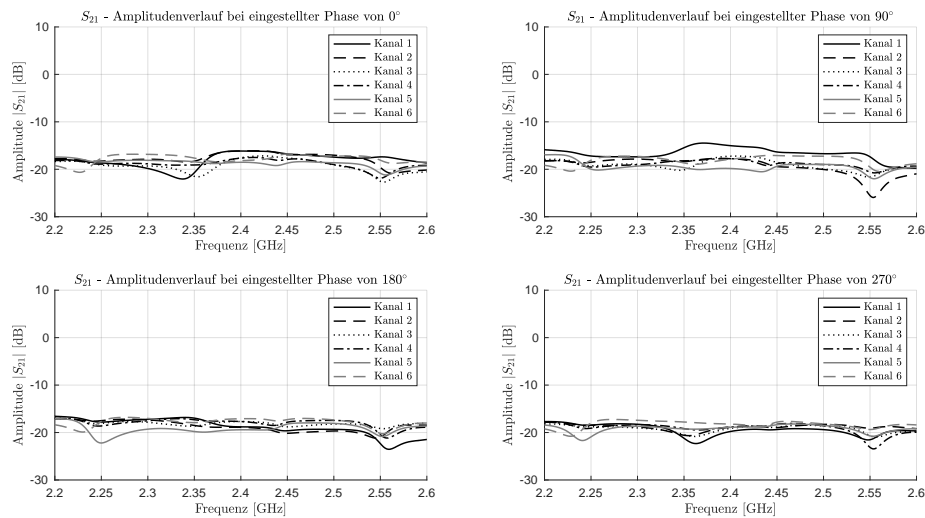 S₂₁ - Amplitudenverlauf bei eingestellter Phase von 0°
Amplitude |S₂₁| [dB]
10
0
-10
-20
-30
Kanal 1
Kanal 2
Kanal 3
Kanal 4
Kanal 5
Kanal 6
2.2 2.25 2.3 2.35 2.4 2.45 2.5 2.55 2.6
Frequenz [GHz]
S₂₁ - Amplitudenverlauf bei eingestellter Phase von 90°
Amplitude |S₂₁| [dB]
10
0
-10
-20
-30
Kanal 1
Kanal 2
Kanal 3
Kanal 4
Kanal 5
Kanal 6
2.2 2.25 2.3 2.35 2.4 2.45 2.5 2.55 2.6
Frequenz [GHz]
S₂₁ - Amplitudenverlauf bei eingestellter Phase von 180°
Amplitude |S₂₁| [dB]
10
0
-10
-20
-30
Kanal 1
Kanal 2
Kanal 3
Kanal 4
Kanal 5
Kanal 6
2.2 2.25 2.3 2.35 2.4 2.45 2.5 2.55 2.6
Frequenz [GHz]
S₂₁ - Amplitudenverlauf bei eingestellter Phase von 270°
Amplitude |S₂₁| [dB]
10
0
-10
-20
-30
Kanal 1
Kanal 2
Kanal 3
Kanal 4
Kanal 5
Kanal 6
2.2 2.25 2.3 2.35 2.4 2.45 2.5 2.55 2.6
Frequenz [GHz]